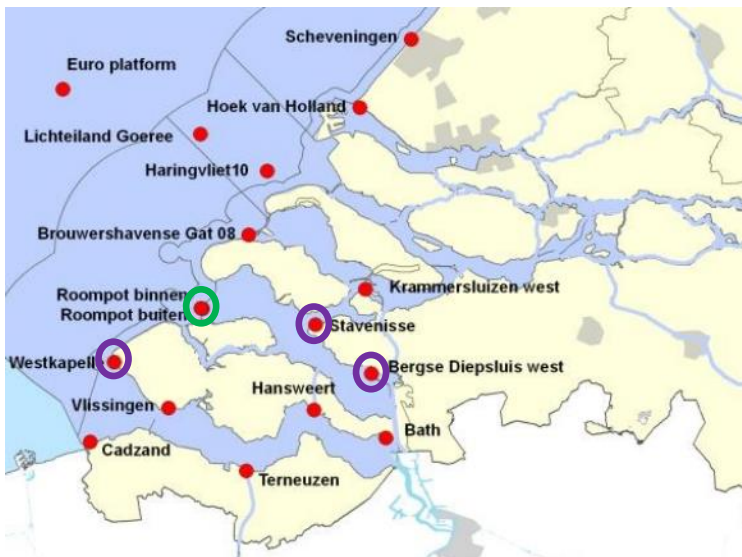 Scheveningen
Euro platform
Hoek van Holland
Lichteiland Goeree
Haringvliet10
Brouwershavense Gat 08
Krammersluizen west
Roompot binnen
Roompot buiten
Stavenisse
Westkapelle
Bergse Diepsluis west
Hansweert
Vlissingen
Bath
Cadzand
Terneuzen